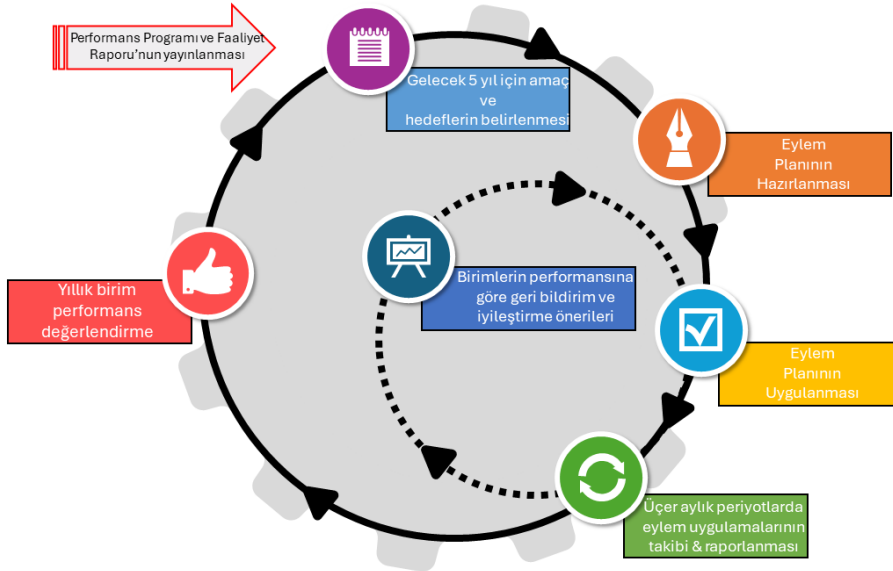 Performans Programı ve Faaliyet
Raporu'nun yayınlanması
Gelecek 5 yıl için amaç
ve
hedeflerin belirlenmesi
Eylem
Planının
Hazırlanması
Birimlerin performansına
göre geri bildirim ve
iyileştirme önerileri
Yıllık birim
performans
değerlendirme
Eylem
Planının
Uygulanması
Üçer aylık periyotlarda
eylem uygulamalarının
takibi & raporlanması